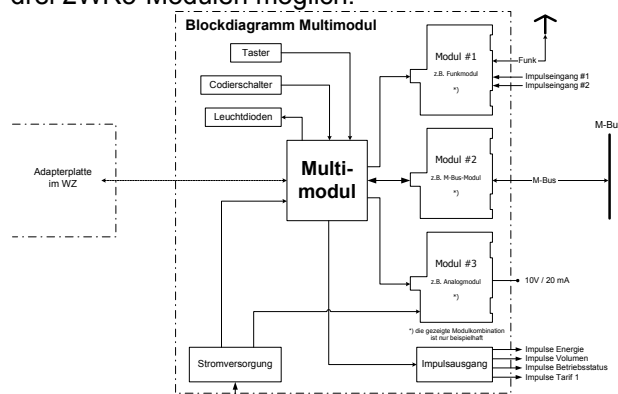 drei zWRS-Modulen möglich.
Blockdiagramm Multimodul
Taster
Codierschalter
Leuchtdioden
Adapterplatte
im WZ
Multi-
modul
Modul #1
z.B. Funkmodul
*)
Funk
Impulseingang #1
Impulseingang #2
Modul #2
z.B. M-Bus-Modul
*)
M-Bus
M-Bu
Modul #3
z.B. Analogmodul
*)
10V / 20 mA
*) die gezeigte Modulkombination
ist nur beispielhaft
Stromversorgung
Impulsausgang
Impulse Energie
Impulse Volumen
Impulse Betriebsstatus
Impulse Tarif 1